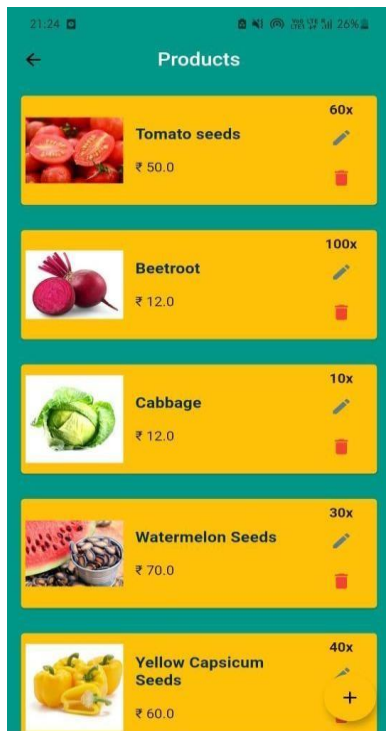 21:24 26%
Products
60x
Tomato seeds
₹ 50.0
100x
Beetroot
₹ 12.0
10x
Cabbage
₹ 12.0
30x
Watermelon Seeds
₹ 70.0
40x
Yellow Capsicum
Seeds
₹ 60.0
+